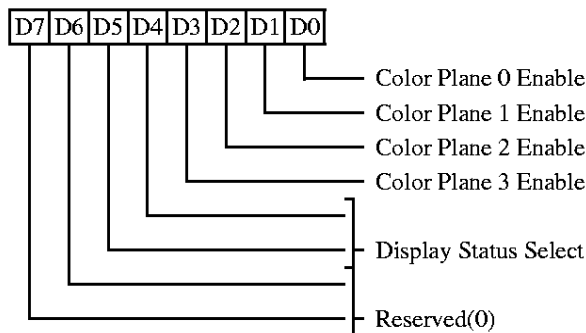 D7 D6 D5 D4 D3 D2 D1 D0
Color Plane 0 Enable
Color Plane 1 Enable
Color Plane 2 Enable
Color Plane 3 Enable
Display Status Select
Reserved(0)